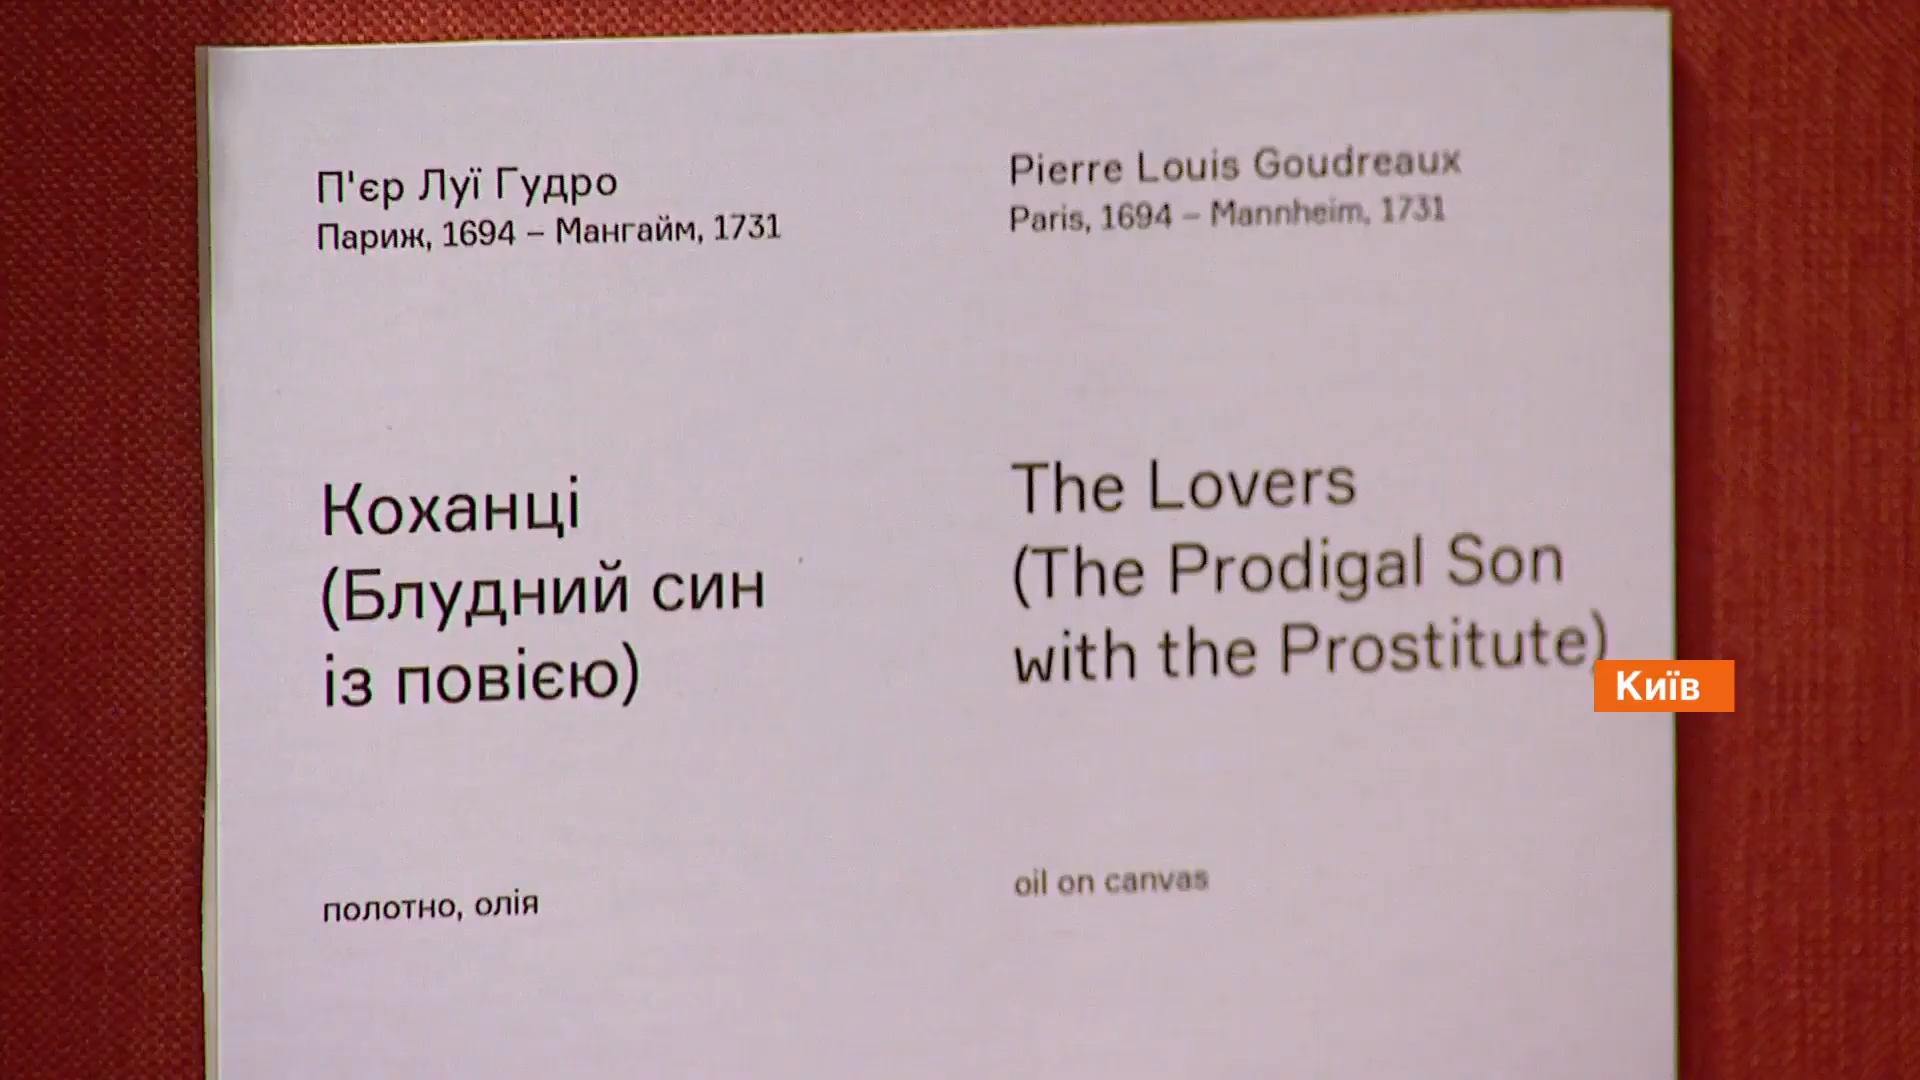 П'єр Луї Гудро
Париж, 1694 – Мангайм, 1731
Коханці
(Блудний син
із повією)
полотно, олія
Pierre Louis Goudreaux
Paris, 1694 – Mannheim, 1731
The Lovers
(The Prodigal Son
with the Prostitute)
oil on canvas
Київ